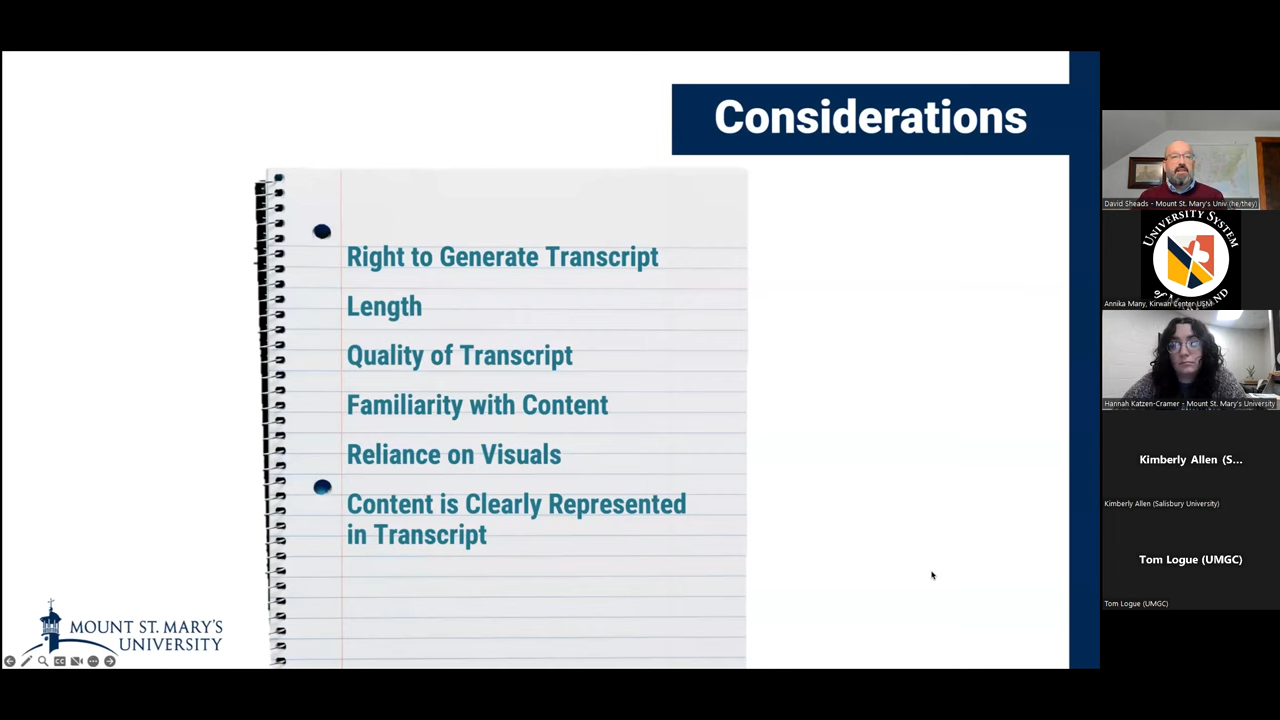 Considerations
Right to Generate Transcript
Length
Quality of Transcript
Familiarity with Content
Reliance on Visuals
Content is Clearly Represented
in Transcript
MOUNT ST. MARY'S
UNIVERSITY
David Sheads - Mount St. Mary's Univ (he/they)
UNIVERSITY SYSTEM
Annika Many, Kirwan Center USM
Hannah Katzen-Cramer - Mount St. Mary's University
Kimberly Allen (S...
Kimberly Allen (Salisbury University)
Tom Logue (UMGC)
Tom Logue (UMGC)